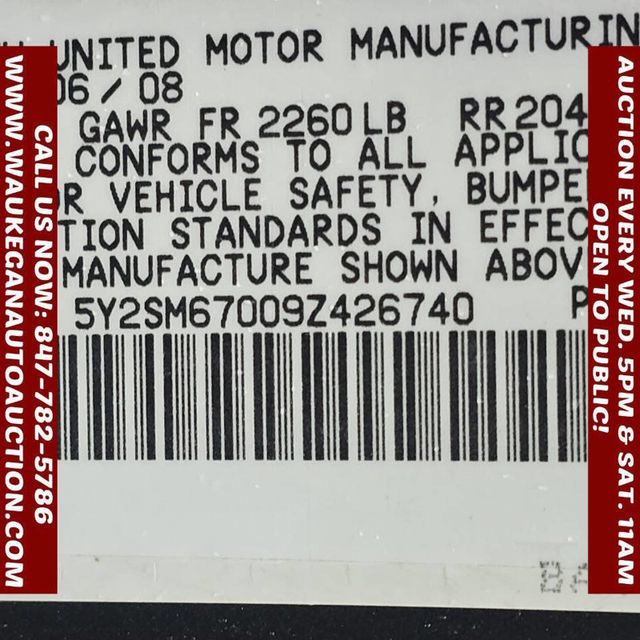 UNITED MOTOR MANUFACTURIN
06 / 08
GAWR FR 2260 LB RR 204
CONFORMS TO ALL APPLIC
R VEHICLE SAFETY, BUMPE
TION STANDARDS IN EFFEC
MANUFACTURE SHOWN ABOV
5Y2SM67009Z426740 P
CALL US NOW: 847-782-5786
WWW.WAUKEGANAUTOAUCTION.COM
AUCTION EVERY WED. 5PM & SAT. 11AM
OPEN TO PUBLIC!